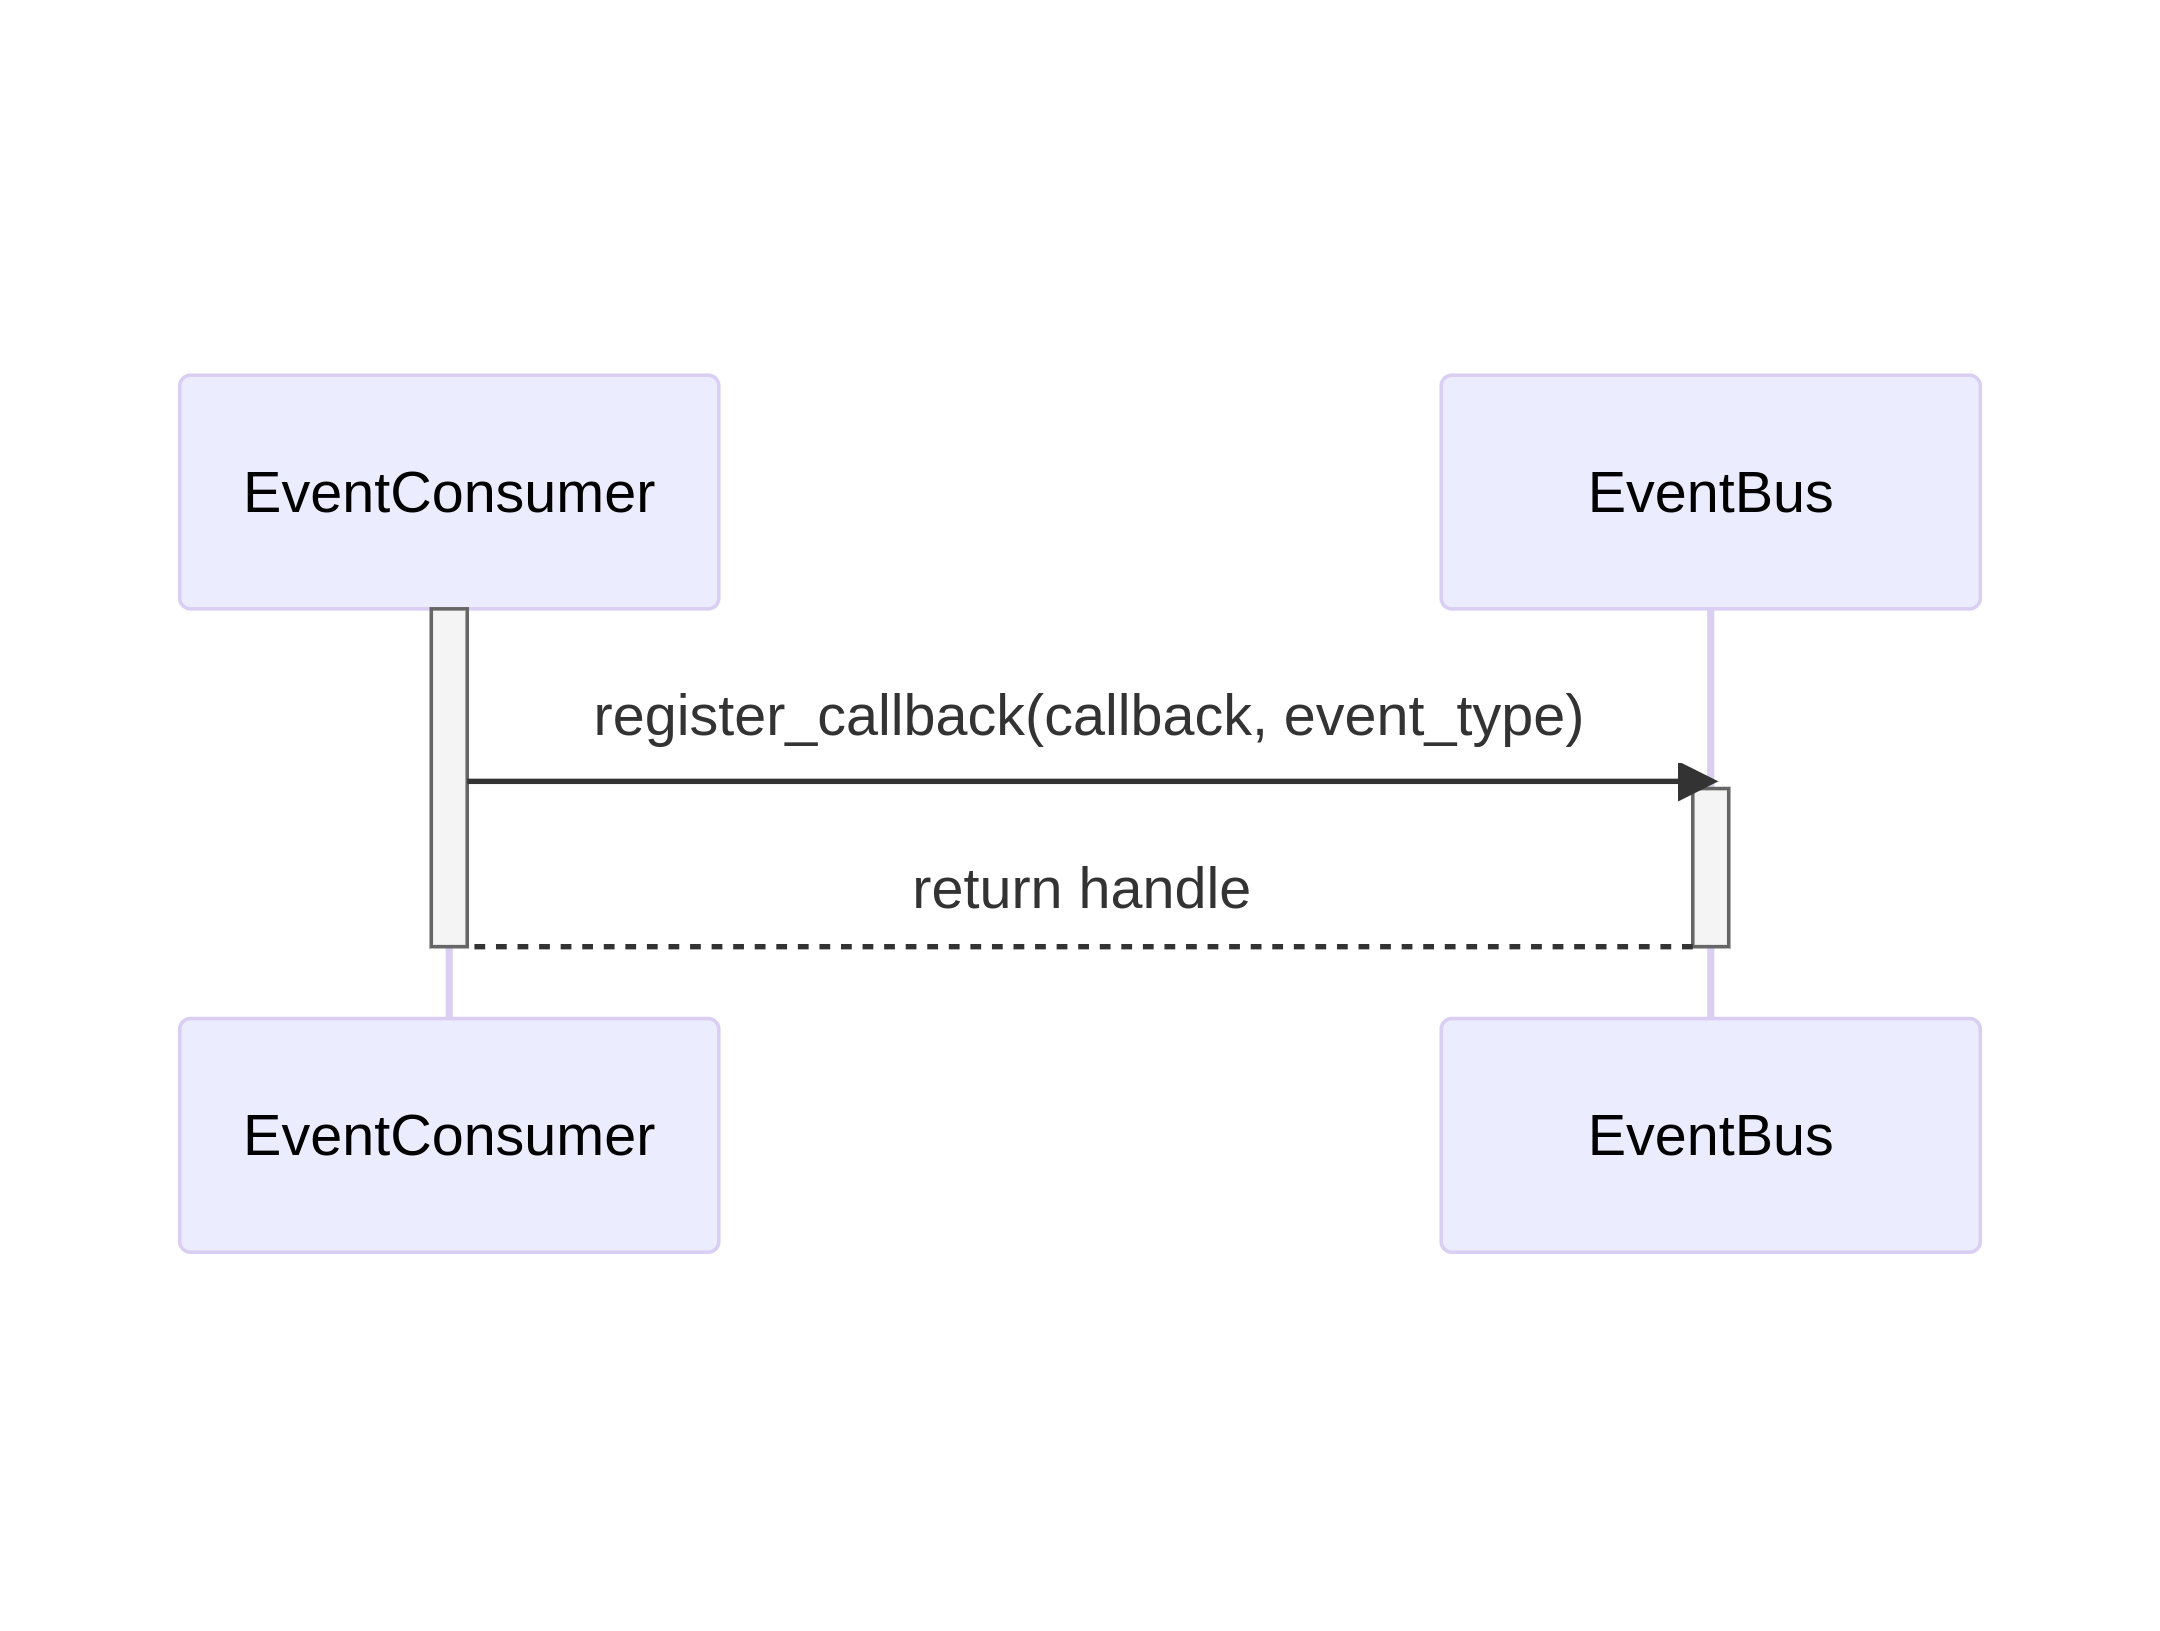 EventConsumer
EventBus
register_callback(callback, event_type)
return handle
EventConsumer
EventBus